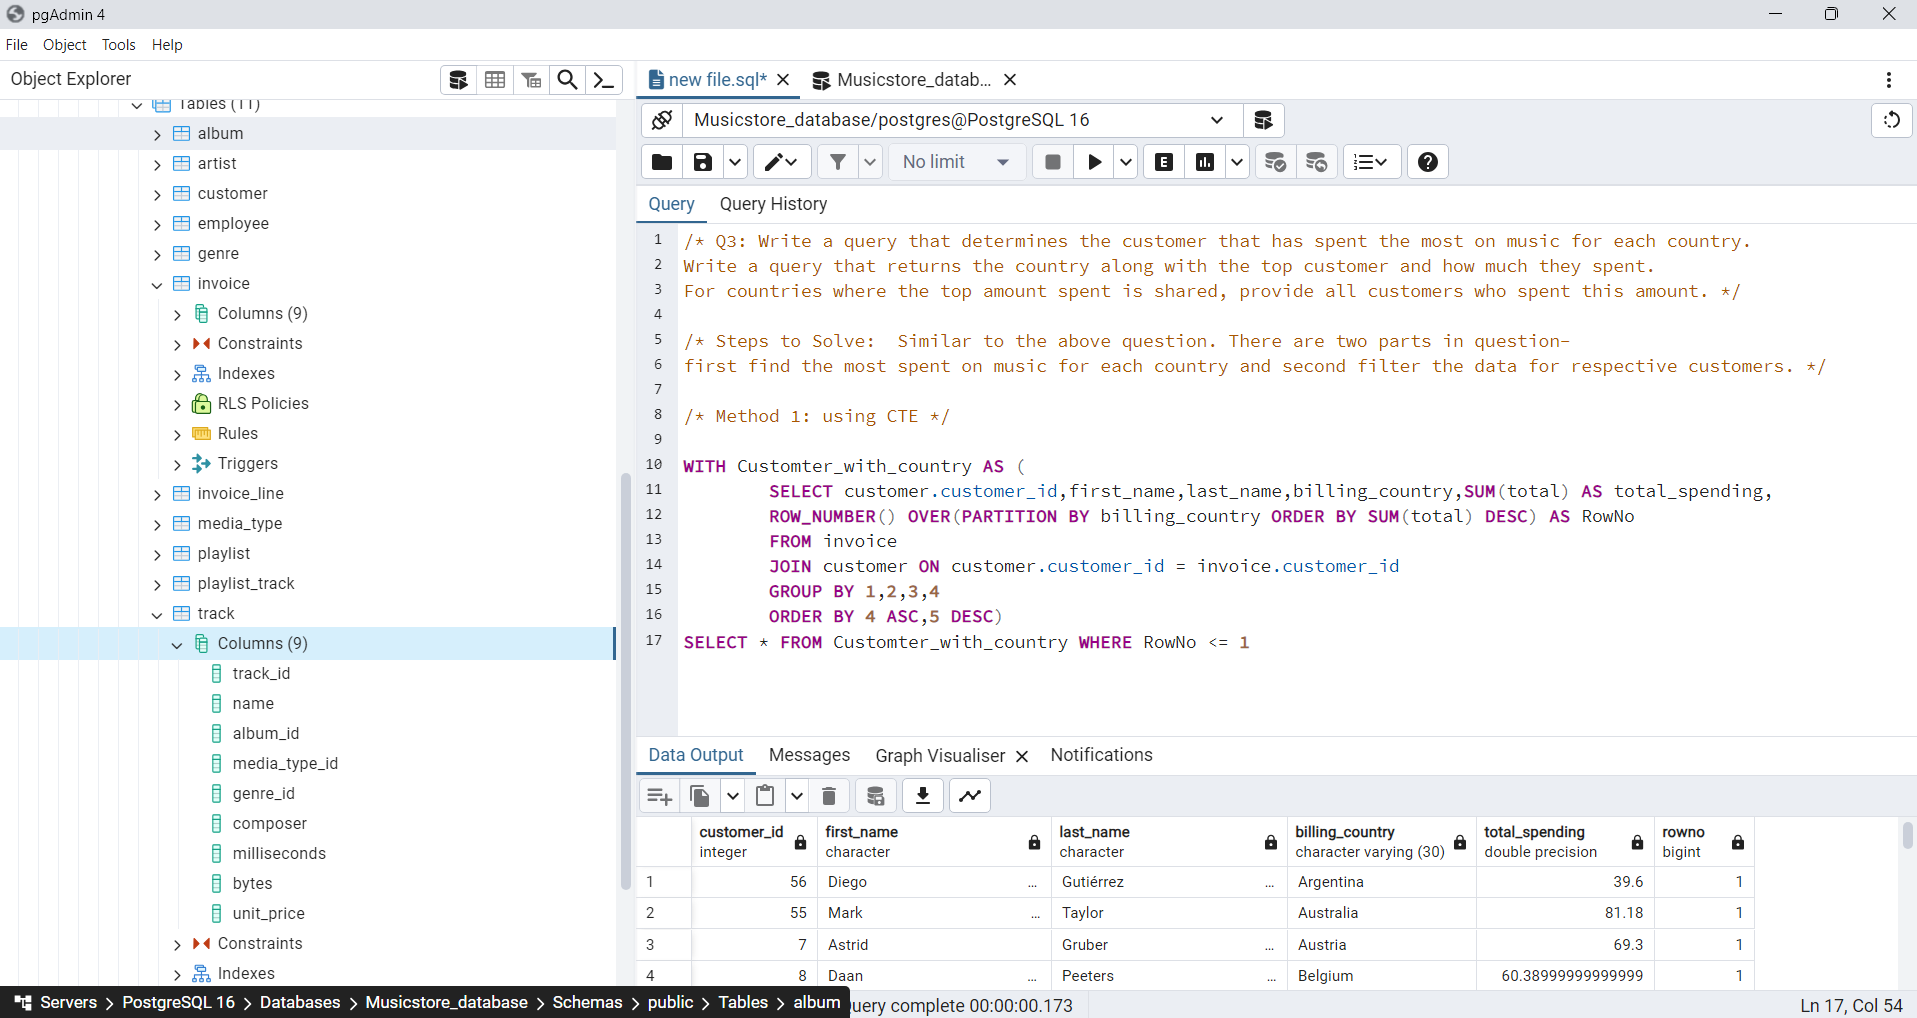 pgAdmin 4
File Object Tools Help
Object Explorer
new file.sql*
Musicstore_datab...
Tables (11)
album
artist
customer
employee
genre
invoice
Columns (9)
Constraints
Indexes
RLS Policies
Rules
Triggers
invoice_line
media_type
playlist
playlist_track
track
Columns (9)
track_id
name
album_id
media_type_id
genre_id
composer
milliseconds
bytes
unit_price
Constraints
Indexes
Musicstore_database/postgres@PostgreSQL 16
No limit
E
Query Query History
1 /* Q3: Write a query that determines the customer that has spent the most on music for each country.
2 Write a query that returns the country along with the top customer and how much they spent.
3 For countries where the top amount spent is shared, provide all customers who spent this amount. */
4
5 /* Steps to Solve:  Similar to the above question. There are two parts in question-
6 first find the most spent on music for each country and second filter the data for respective customers. */
7
8 /* Method 1: using CTE */
9
10 WITH Customter_with_country AS (
11 SELECT customer.customer_id,first_name,last_name,billing_country,SUM(total) AS total_spending,
12 ROW_NUMBER() OVER(PARTITION BY billing_country ORDER BY SUM(total) DESC) AS RowNo
13 FROM invoice
14 JOIN customer ON customer.customer_id = invoice.customer_id
15 GROUP BY 1,2,3,4
16 ORDER BY 4 ASC,5 DESC)
17 SELECT * FROM Customter_with_country WHERE RowNo <= 1
Data Output Messages Graph Visualiser Notifications
customer_id first_name last_name billing_country total_spending rowno
integer character character character varying (30) double precision bigint
1 56 Diego ... Gutiérrez ... Argentina 39.6 1
2 55 Mark ... Taylor Australia 81.18 1
3 7 Astrid Gruber ... Austria 69.3 1
4 8 Daan ... Peeters ... Belgium 60.38999999999999 1
Servers > PostgreSQL 16 > Databases > Musicstore_database > Schemas > public > Tables > album
uery complete 00:00:00.173
Ln 17, Col 54